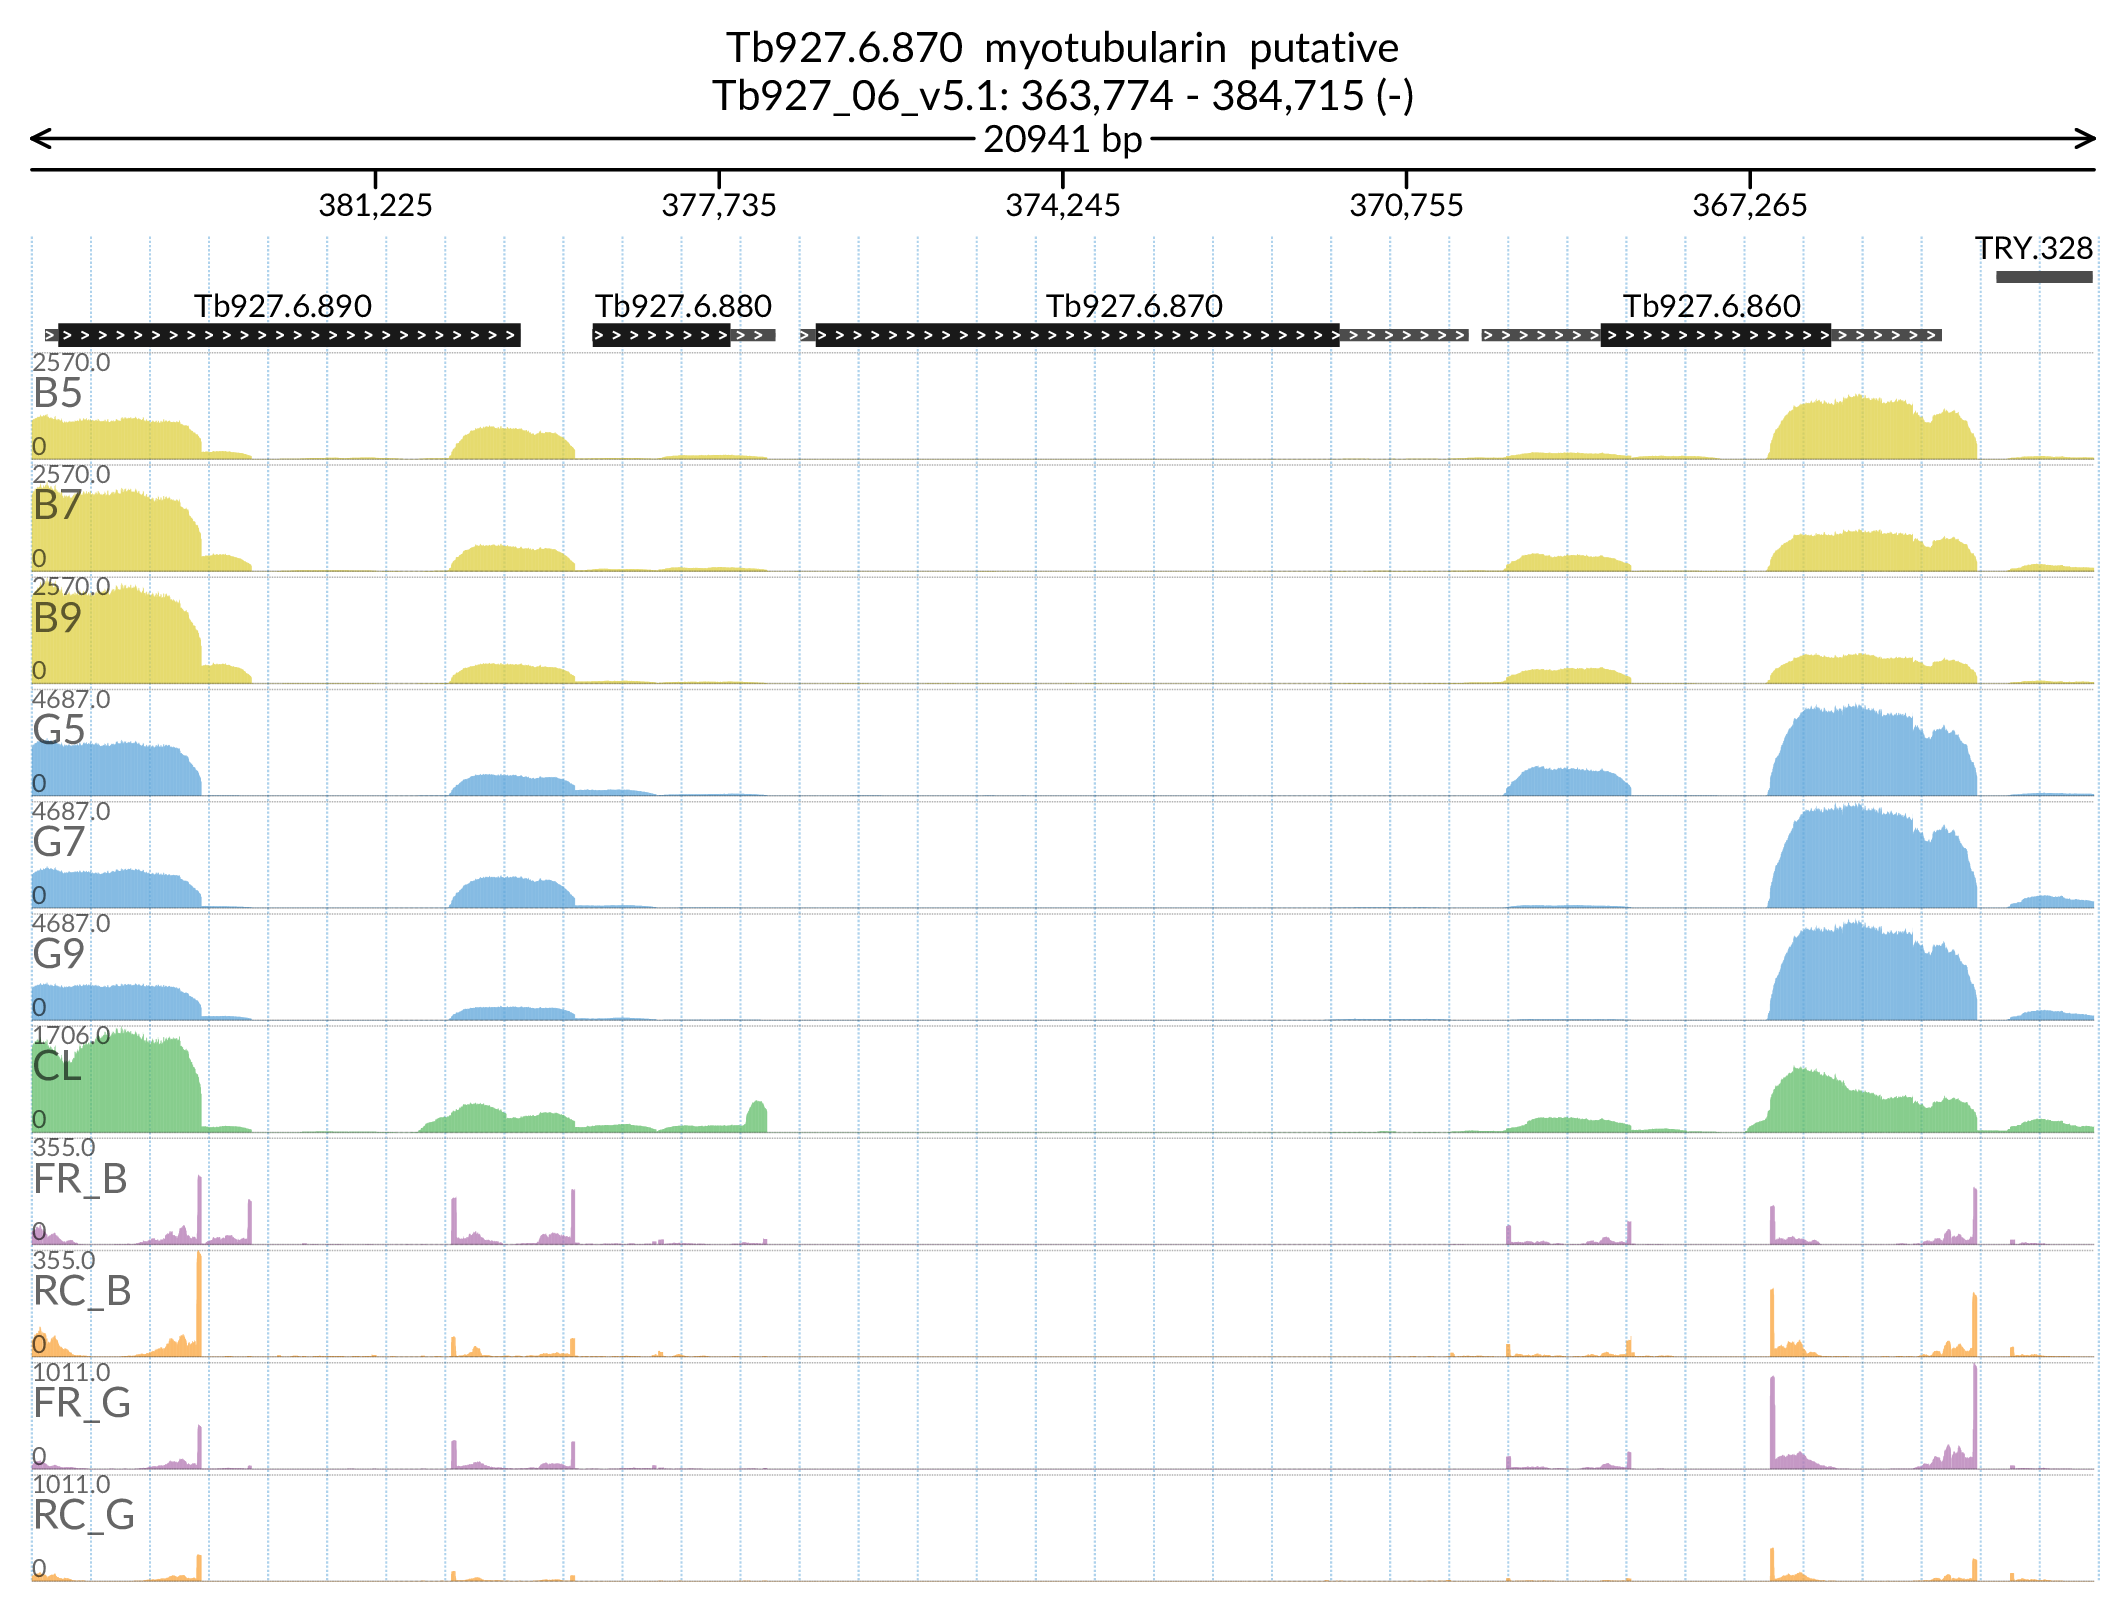 Tb927.6.870 myotubularin putative
Tb927_06_v5.1: 363,774 - 384,715 (-)
20941 bp
381,225 377,735 374,245 370,755 367,265
TRY.328
Tb927.6.890 Tb927.6.880 Tb927.6.870 Tb927.6.860
2570.0
B5
0
2570.0
B7
0
2570.0
B9
0
4687.0
G5
0
4687.0
G7
0
4687.0
G9
0
1706.0
CL
0
355.0
FR_B
0
355.0
RC_B
0
1011.0
FR_G
0
1011.0
RC_G
0